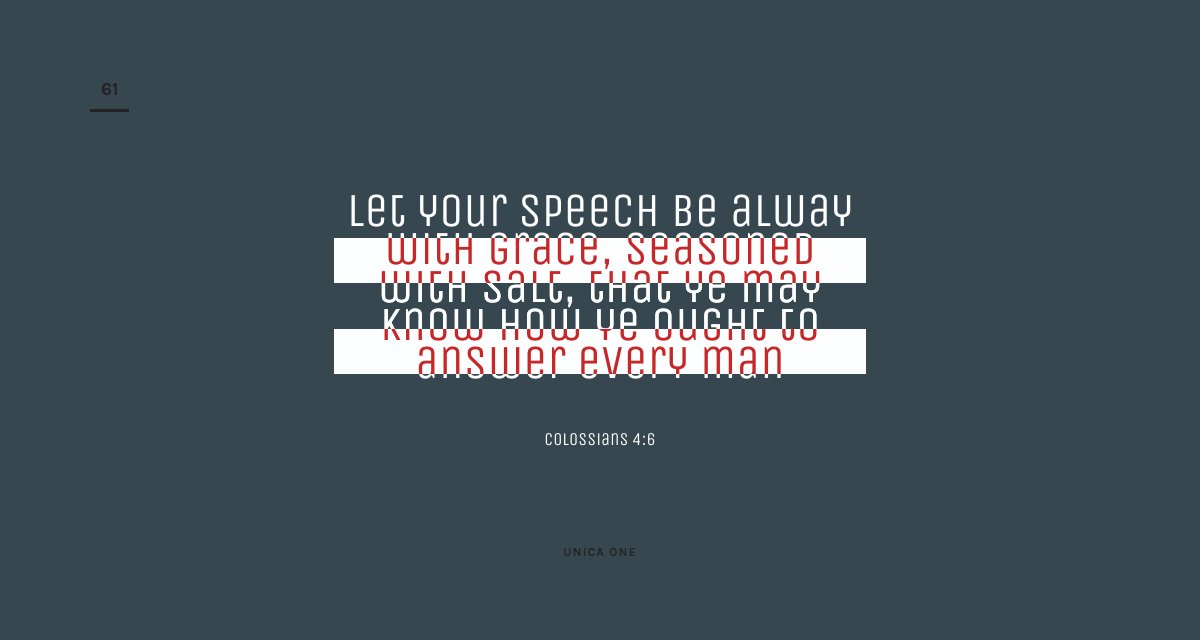 61
Let your speech be alway
with grace, seasoned
with salt, that ye may
know how ye ought to
answer every man
Colossians 4:6
UNICA ONE